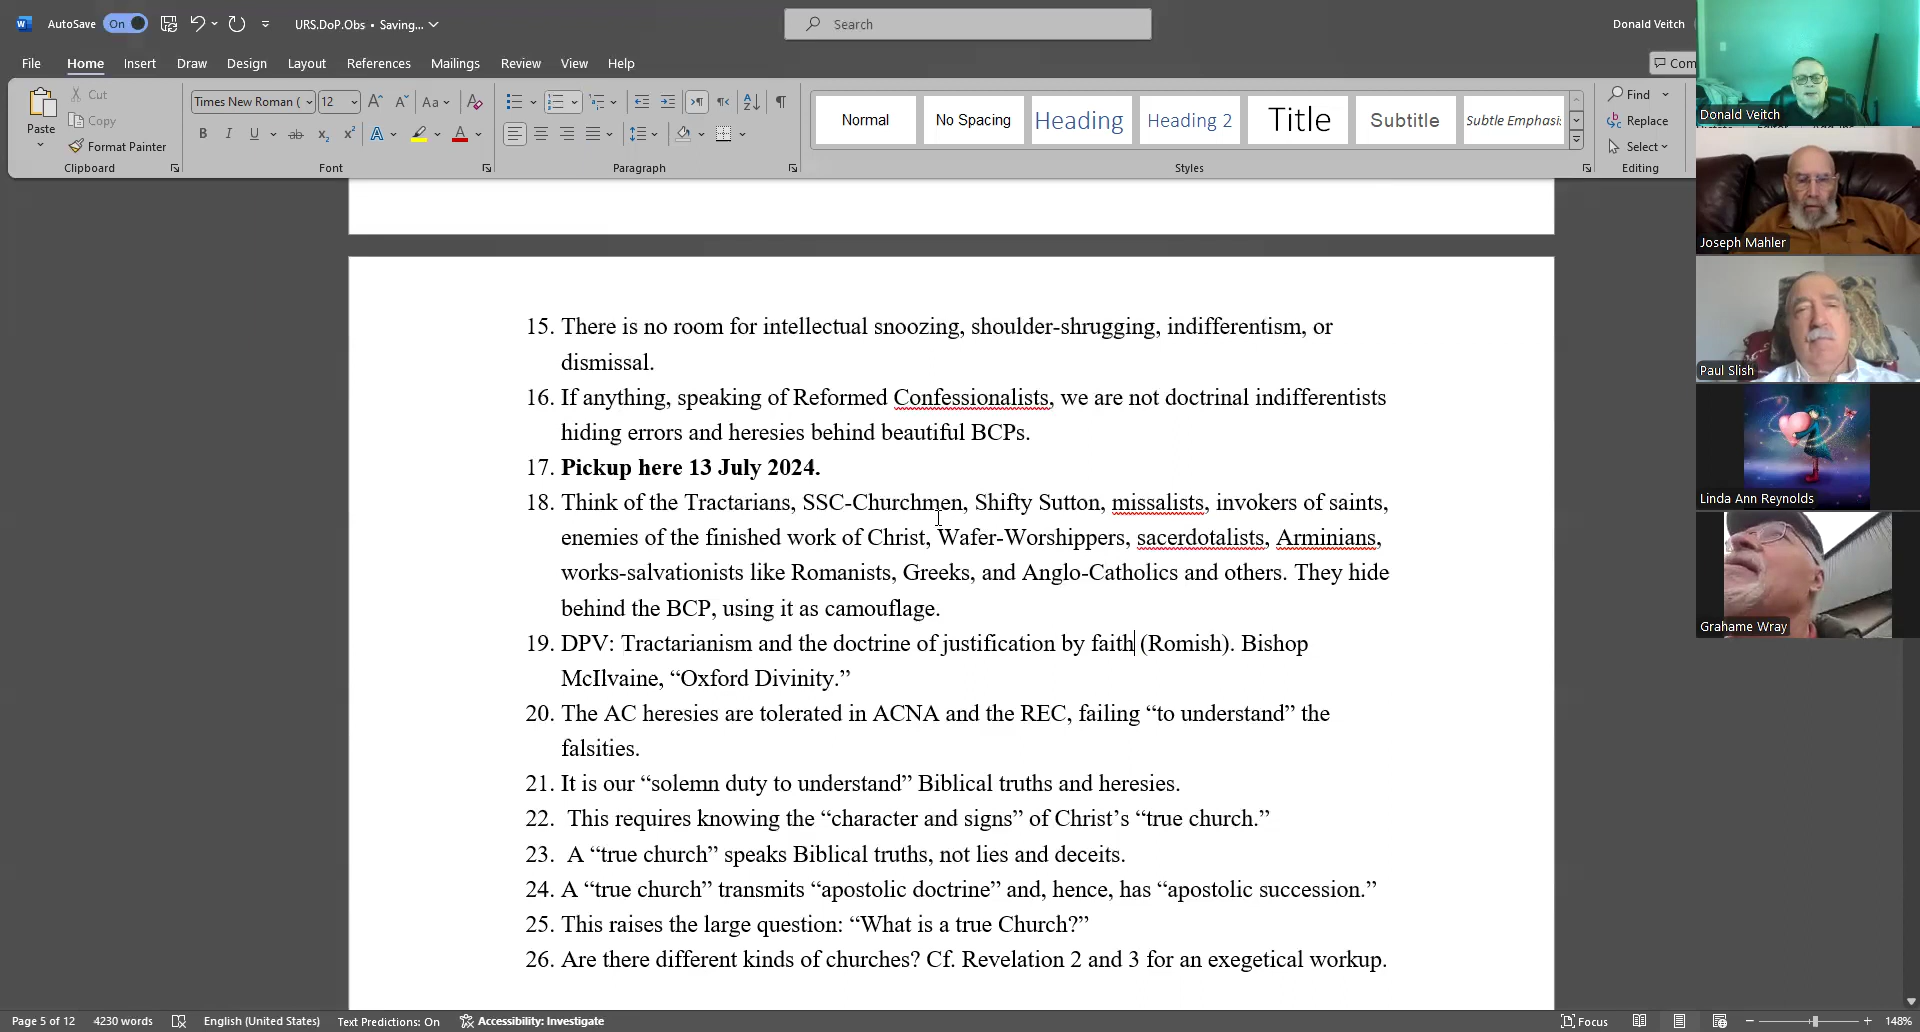 AutoSave On URS.DoP.Obs • Saving... Search Donald Veitch
File Home Insert Draw Design Layout References Mailings Review View Help Com
Paste Cut Copy Format Painter
Times New Roman ( 12 Aa
Normal No Spacing Heading Heading 2 Title Subtitle Subtle Emphasi:
Find Replace Select
Clipboard Font Paragraph Styles Editing
Donald Veitch
Joseph Mahler
Paul Slish
Linda Ann Reynolds
Grahame Wray
15. There is no room for intellectual snoozing, shoulder-shrugging, indifferentism, or
dismissal.
16. If anything, speaking of Reformed Confessionalists, we are not doctrinal indifferentists
hiding errors and heresies behind beautiful BCPs.
17. Pickup here 13 July 2024.
18. Think of the Tractarians, SSC-Churchmen, Shifty Sutton, missalists, invokers of saints,
enemies of the finished work of Christ, Wafer-Worshippers, sacerdotalists, Arminians,
works-salvationists like Romanists, Greeks, and Anglo-Catholics and others. They hide
behind the BCP, using it as camouflage.
19. DPV: Tractarianism and the doctrine of justification by faith (Romish). Bishop
McIlvaine, “Oxford Divinity.”
20. The AC heresies are tolerated in ACNA and the REC, failing “to understand” the
falsities.
21. It is our “solemn duty to understand” Biblical truths and heresies.
22. This requires knowing the “character and signs” of Christ’s “true church.”
23. A “true church” speaks Biblical truths, not lies and deceits.
24. A “true church” transmits “apostolic doctrine” and, hence, has “apostolic succession.”
25. This raises the large question: “What is a true Church?”
26. Are there different kinds of churches? Cf. Revelation 2 and 3 for an exegetical workup.
Page 5 of 12 4230 words English (United States) Text Predictions: On Accessibility: Investigate Focus 148%